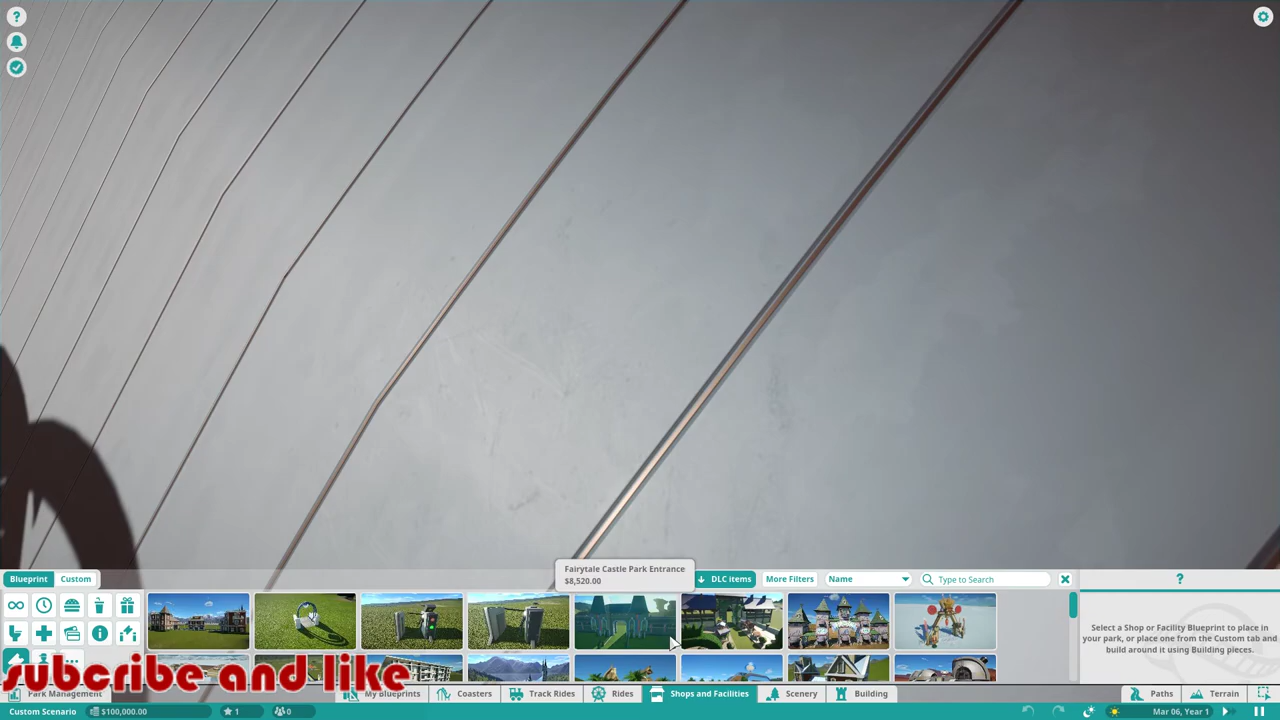 ?
Fairytale Castle Park Entrance
$8,520.00
Blueprint
Custom
DLC items
More Filters
Name
Type to Search
?
Select a Shop or Facility Blueprint to place in
your park, or place one from the Custom tab and
build around it using Building pieces.
subcribe and like
Park Management
My blueprints
Coasters
Track Rides
Rides
Shops and Facilities
Scenery
Building
Paths
Terrain
Custom Scenario
$100,000.00
1
0
Mar 06, Year 1